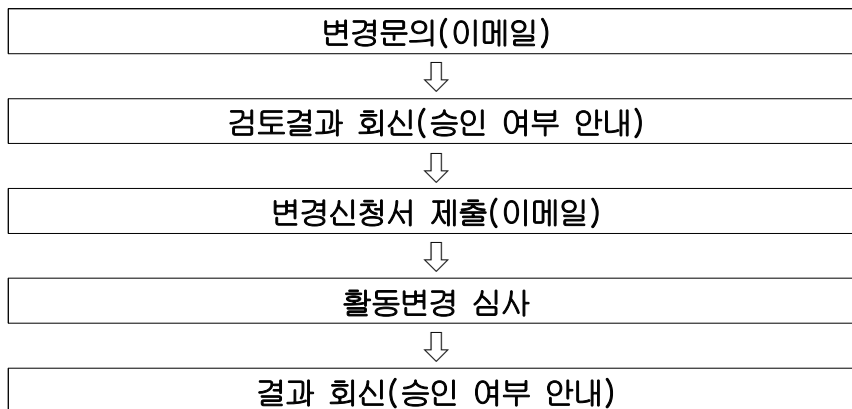 변경문의(이메일)
검토결과 회신(승인 여부 안내)
변경신청서 제출(이메일)
활동변경 심사
결과 회신(승인 여부 안내)